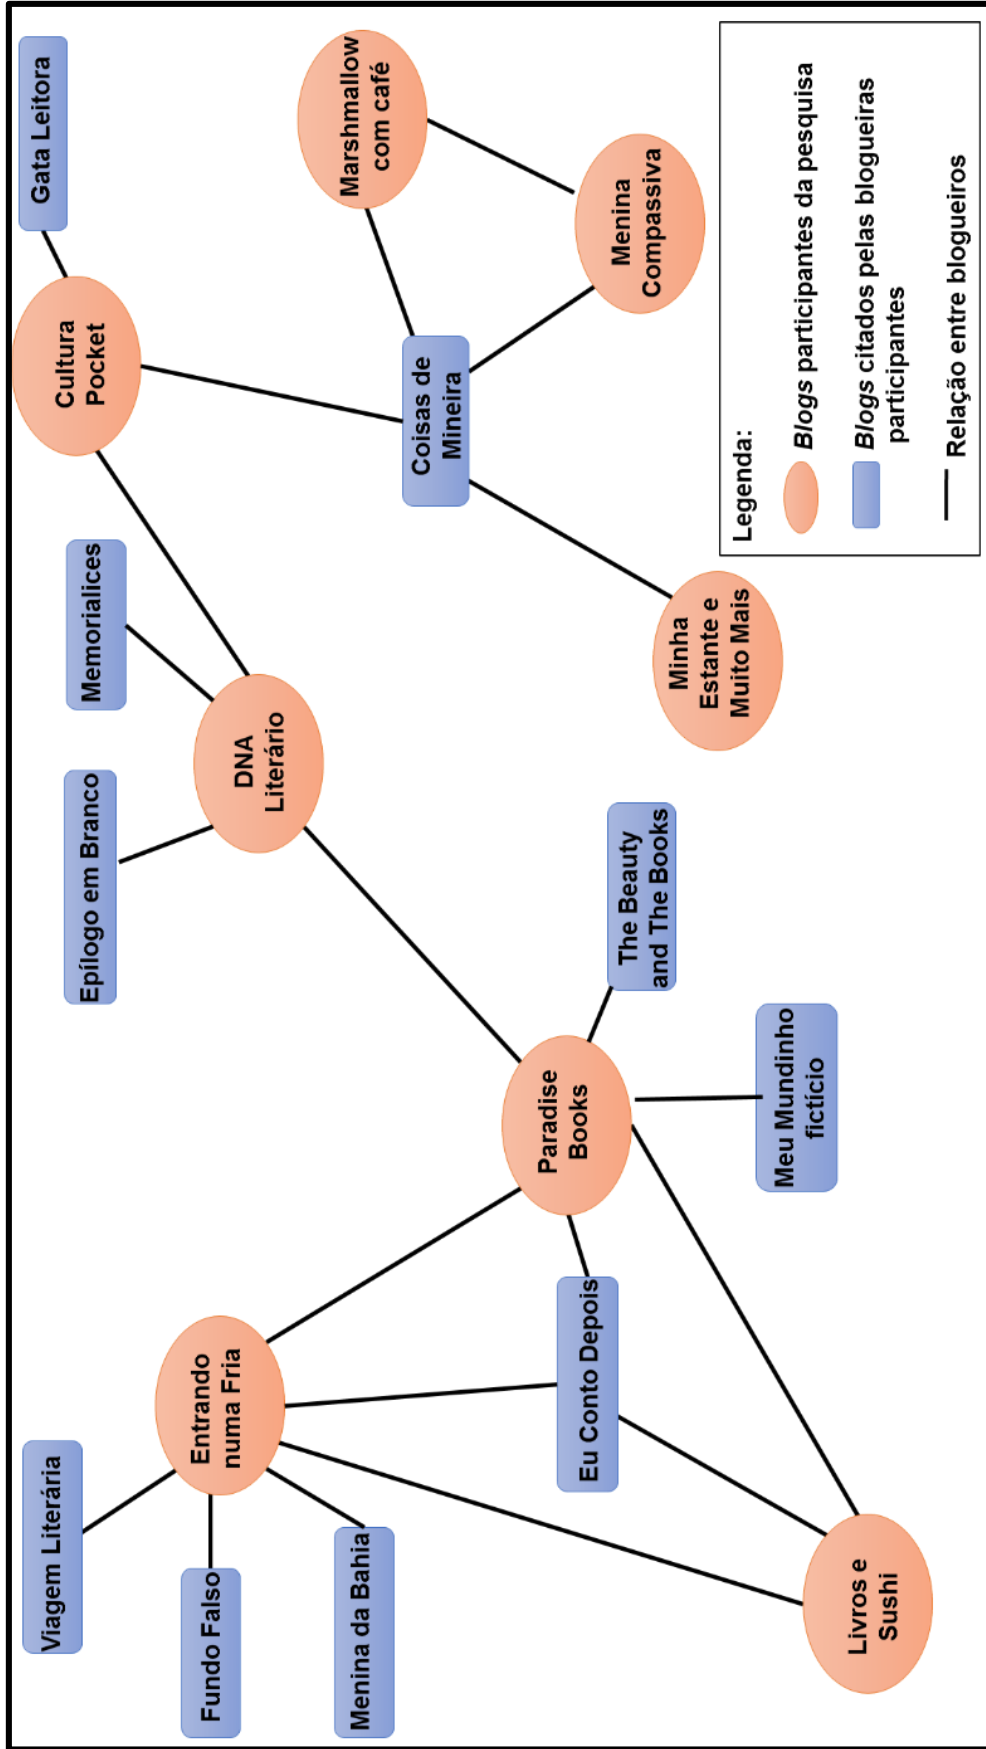 Viagem Literária
Fundo Falso
Menina da Bahia
Entrando
numa Fria
Livros e
Sushi
Eu Conto Depois
Paradise
Books
Meu Mundinho
fictício
The Beauty
and The Books
Epílogo em Branco
Memorialices
DNA
Literário
Minha
Estante e
Muito Mais
Cultura
Pocket
Gata Leitora
Coisas de
Mineira
Marshmallow
com café
Menina
Compassiva
Legenda:
Blogs participantes da pesquisa
Blogs citados pelas blogueiras
participantes
Relação entre blogueiros